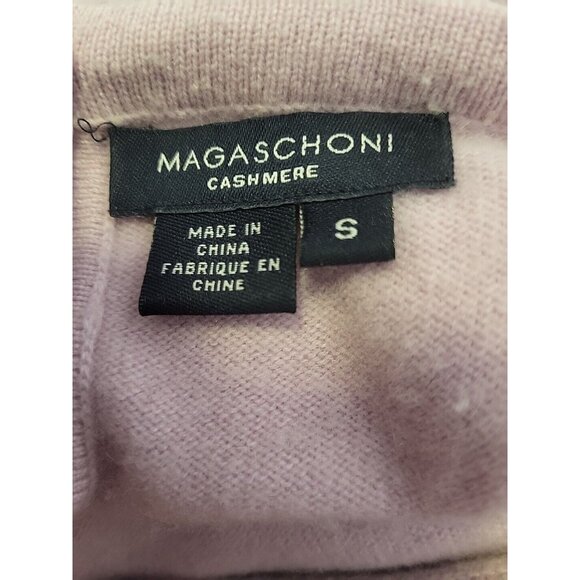 MAGASCHONI
CASHMERE
MADE IN
CHINA
FABRIQUE EN
CHINE
S